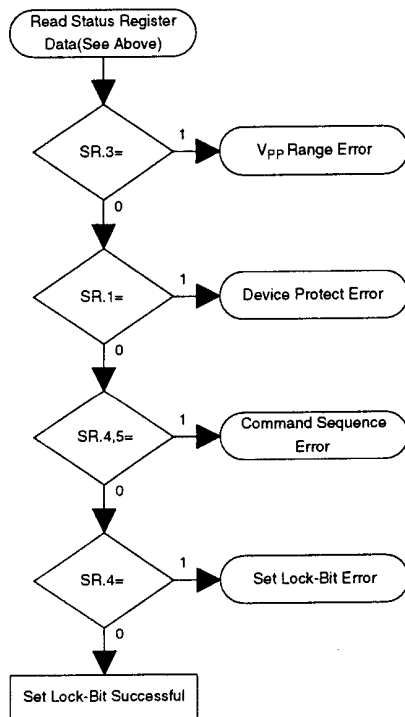 Read Status Register
Data(See Above)
SR.3=
1
VPP Range Error
0
SR.1=
1
Device Protect Error
0
SR.4,5=
1
Command Sequence
Error
0
SR.4=
1
Set Lock-Bit Error
0
Set Lock-Bit Successful